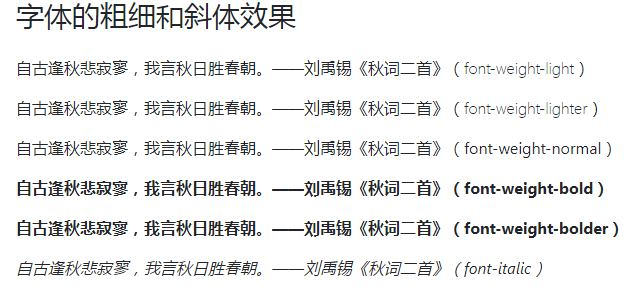 字体的粗细和斜体效果
自古逢秋悲寂寥，我言秋日胜春朝。——刘禹锡《秋词二首》（font-weight-light）
自古逢秋悲寂寥，我言秋日胜春朝。——刘禹锡《秋词二首》（font-weight-lighter）
自古逢秋悲寂寥，我言秋日胜春朝。——刘禹锡《秋词二首》（font-weight-normal）
自古逢秋悲寂寥，我言秋日胜春朝。——刘禹锡《秋词二首》（font-weight-bold）
自古逢秋悲寂寥，我言秋日胜春朝。——刘禹锡《秋词二首》（font-weight-bolder）
自古逢秋悲寂寥，我言秋日胜春朝。——刘禹锡《秋词二首》（font-italic）